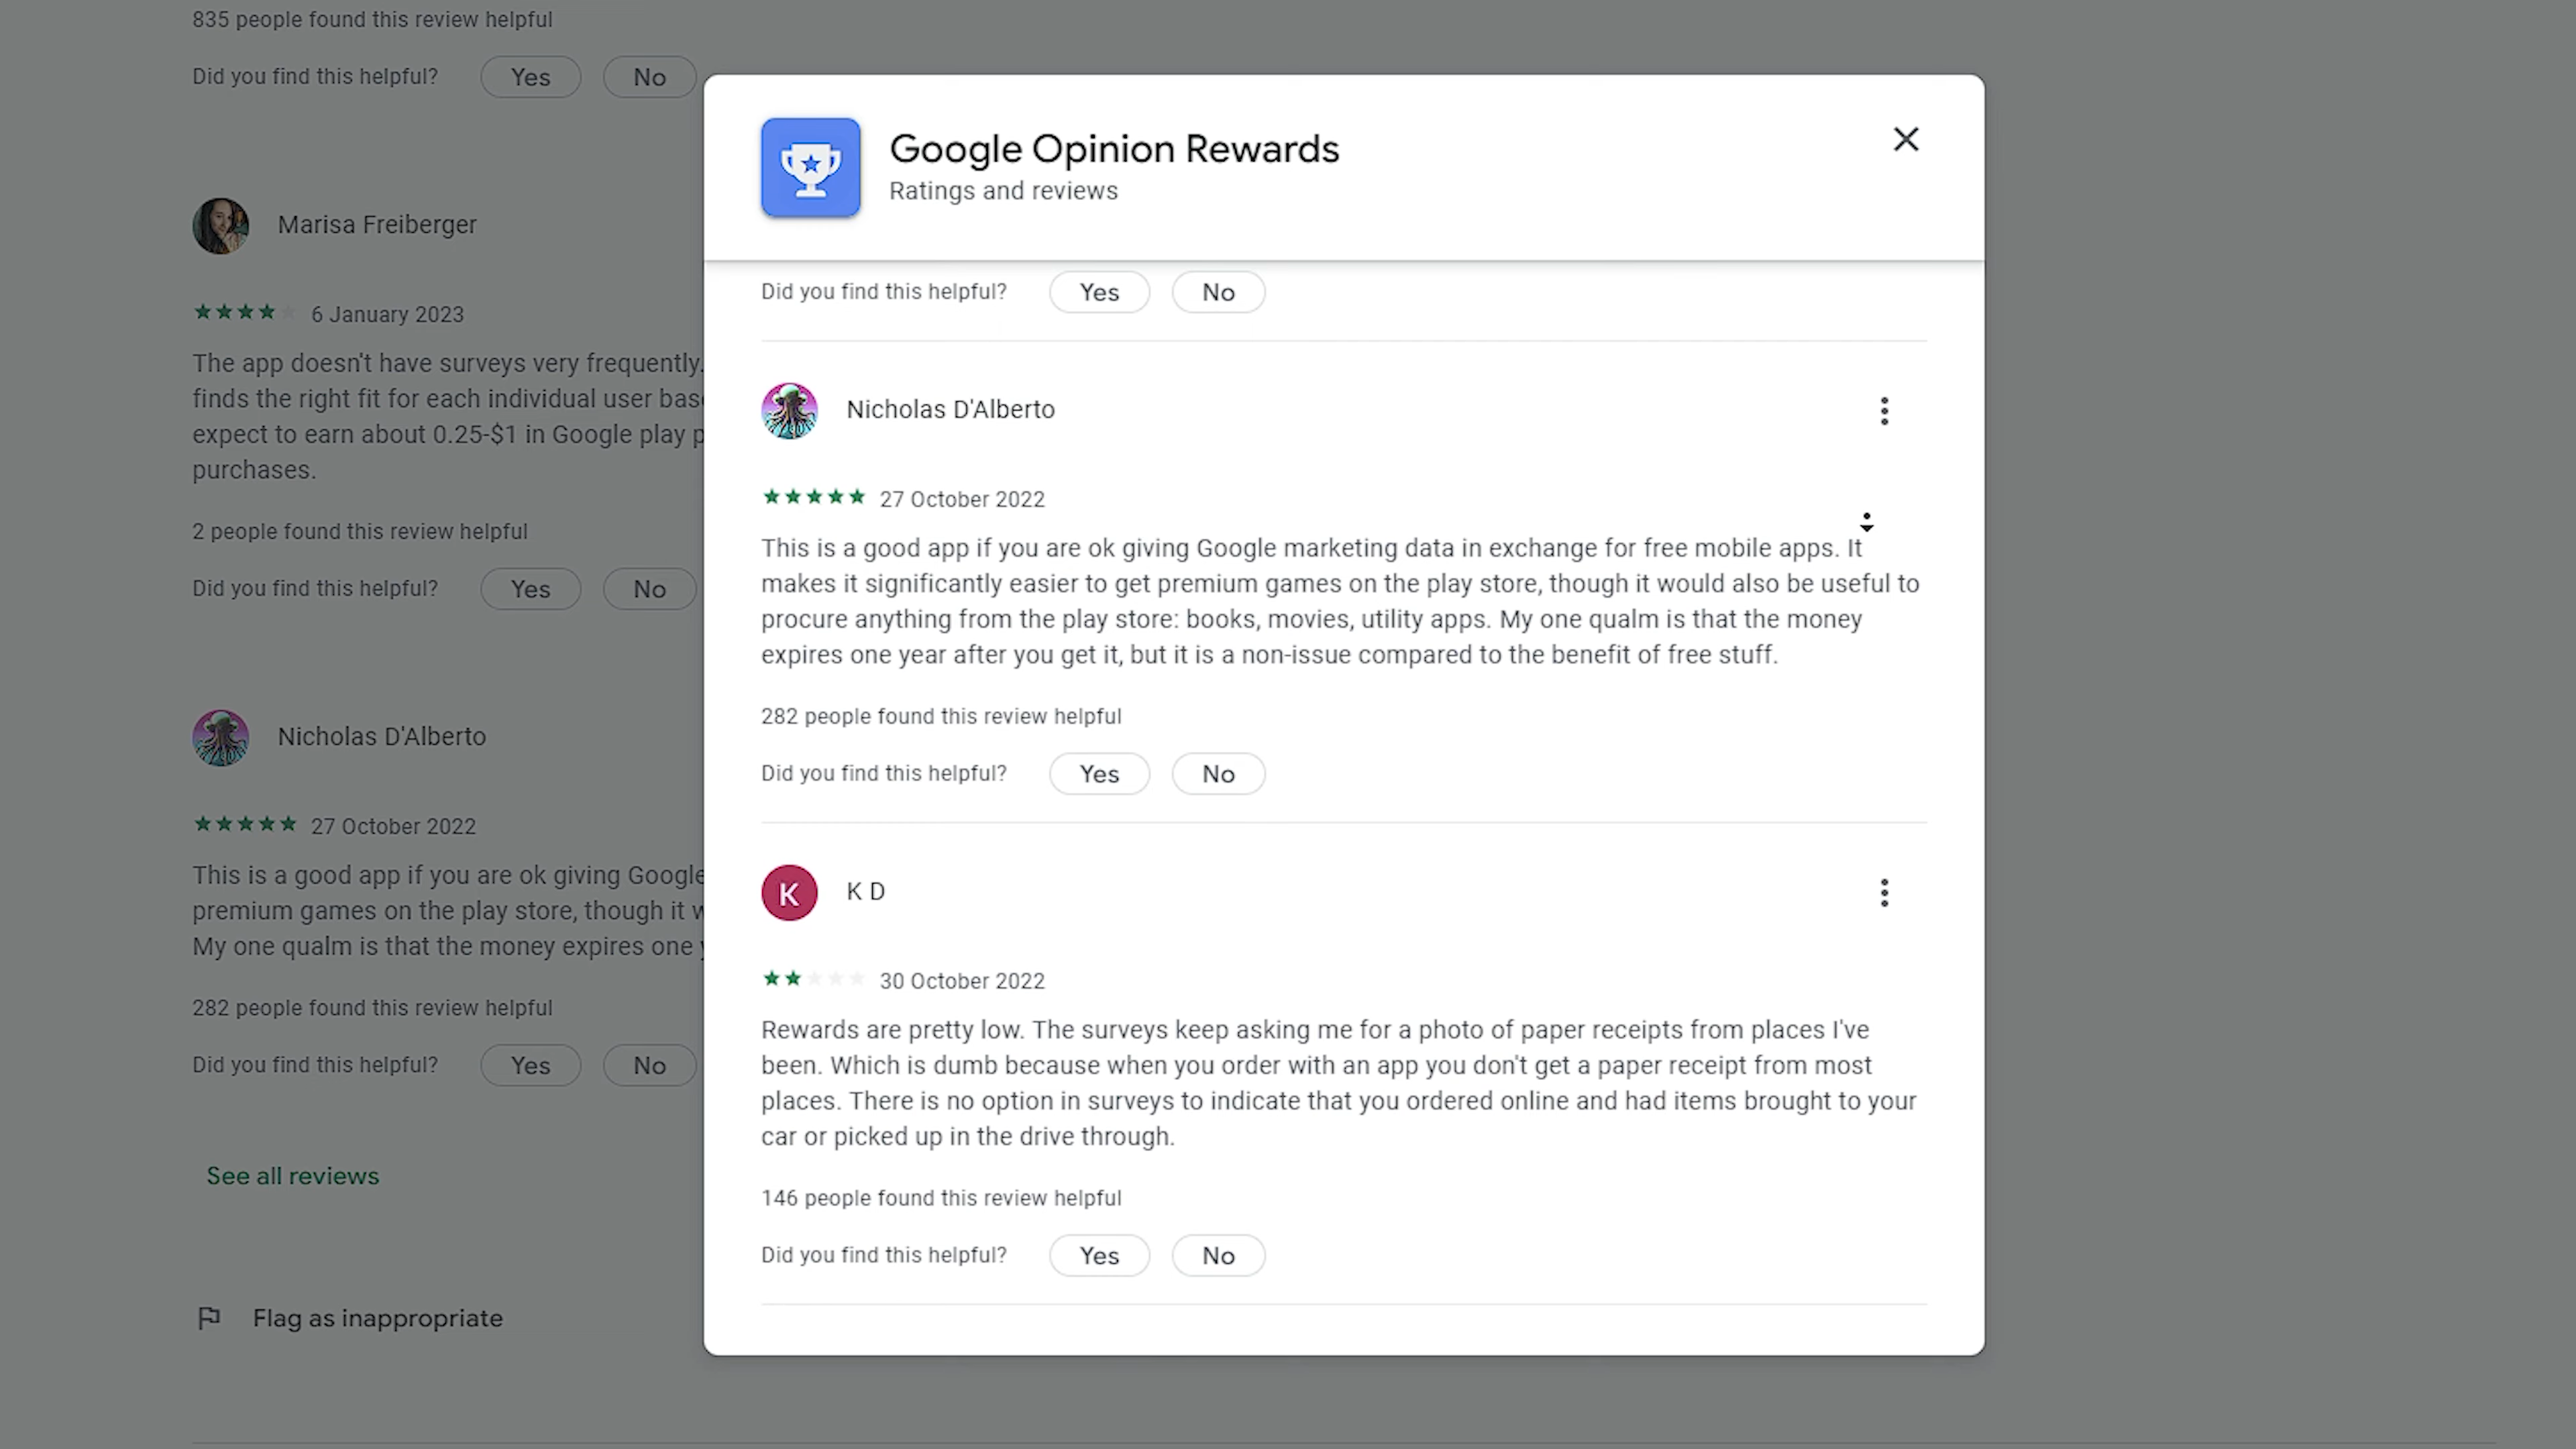 835 people found this review helpful
Did you find this helpful? Yes No
Marisa Freiberger
6 January 2023
The app doesn't have surveys very frequently.
finds the right fit for each individual user
expect to earn about 0.25-$1 in Google play
purchases.
2 people found this review helpful
Did you find this helpful? Yes No
Nicholas D'Alberto
27 October 2022
This is a good app if you are ok giving Google
premium games on the play store, though it
My one qualm is that the money expires one
282 people found this review helpful
Did you find this helpful? Yes No
See all reviews
Flag as inappropriate
Google Opinion Rewards
Ratings and reviews
Did you find this helpful? Yes No
Nicholas D'Alberto
27 October 2022
This is a good app if you are ok giving Google marketing data in exchange for free mobile apps. It
makes it significantly easier to get premium games on the play store, though it would also be useful to
procure anything from the play store: books, movies, utility apps. My one qualm is that the money
expires one year after you get it, but it is a non-issue compared to the benefit of free stuff.
282 people found this review helpful
Did you find this helpful? Yes No
K
K D
30 October 2022
Rewards are pretty low. The surveys keep asking me for a photo of paper receipts from places I've
been. Which is dumb because when you order with an app you don't get a paper receipt from most
places. There is no option in surveys to indicate that you ordered online and had items brought to your
car or picked up in the drive through.
146 people found this review helpful
Did you find this helpful? Yes No